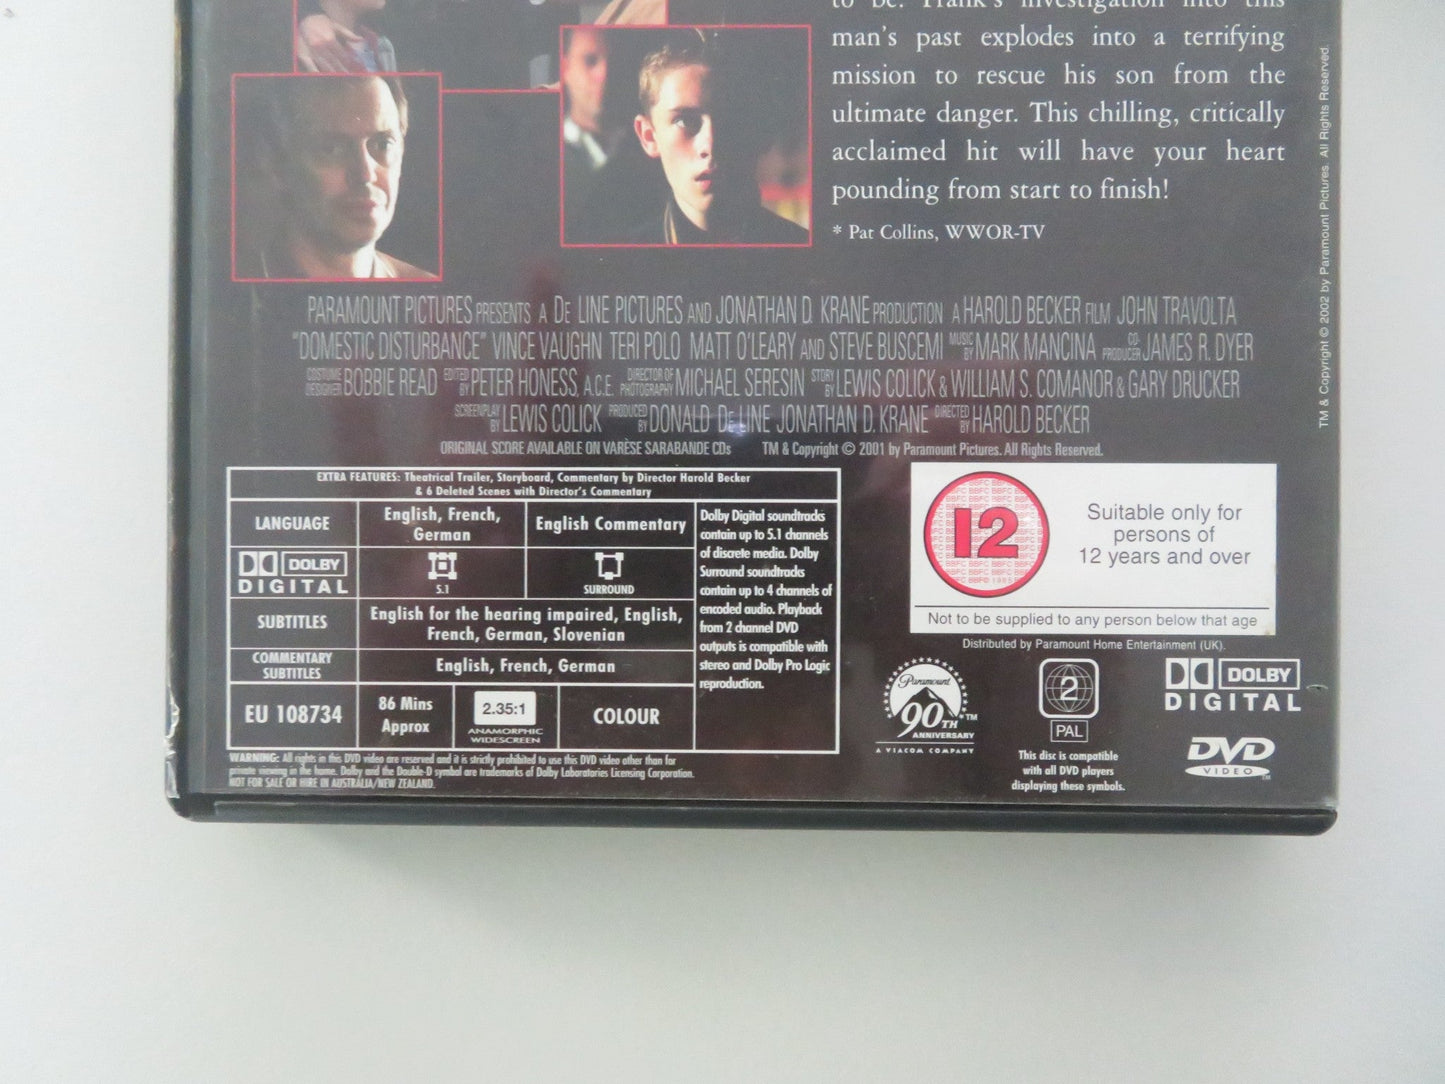 to be. Frank's investigation into this
man's past explodes into a terrifying
mission to rescue his son from the
ultimate danger. This chilling, critically
acclaimed hit will have your heart
pounding from start to finish!
* Pat Collins, WWOR-TV
TM & Copyright © 2002 by Paramount Pictures. All Rights Reserved.
PARAMOUNT PICTURES PRESENTS A DE LINE PICTURES AND JONATHAN D. KRANE PRODUCTION A HAROLD BECKER FILM JOHN TRAVOLTA
"DOMESTIC DISTURBANCE" VINCE VAUGHN TERI POLO MATT O'LEARY AND STEVE BUSCEMI MUSIC BY MARK MANCINA CO-PRODUCER JAMES R. DYER
COSTUME DESIGNER BOBBIE READ EDITED BY PETER HONESS, A.C.E. DIRECTOR OF PHOTOGRAPHY MICHAEL SERESIN STORY BY LEWIS COLICK & WILLIAM S. COMANOR & GARY DRUCKER
SCREENPLAY BY LEWIS COLICK PRODUCED BY DONALD DE LINE JONATHAN D. KRANE DIRECTED BY HAROLD BECKER
ORIGINAL SCORE AVAILABLE ON VARÈSE SARABANDE CDs TM & Copyright © 2001 by Paramount Pictures. All Rights Reserved.
EXTRA FEATURES: Theatrical Trailer, Storyboard, Commentary by Director Harold Becker
& 6 Deleted Scenes with Director's Commentary
LANGUAGE
English, French,
German
English Commentary
DOLBY
DIGITAL
5.1
SURROUND
SUBTITLES
English for the hearing impaired, English,
French, German, Slovenian
COMMENTARY
SUBTITLES
English, French, German
EU 108734
86 Mins
Approx
2.35:1
ANAMORPHIC
WIDESCREEN
COLOUR
Dolby Digital soundtracks
contain up to 5.1 channels
of discrete media. Dolby
Surround soundtracks
contain up to 4 channels of
encoded audio. Playback
from 2 channel DVD
outputs is compatible with
stereo and Dolby Pro Logic
reproduction.
WARNING: All rights in this DVD video are reserved and it is strictly prohibited to use this DVD video other than for
private viewing in the home. Dolby and the Double-D symbol are trademarks of Dolby Laboratories Licensing Corporation.
NOT FOR SALE OR HIRE IN AUSTRALIA/NEW ZEALAND.
12
Suitable only for
persons of
12 years and over
Not to be supplied to any person below that age
Distributed by Paramount Home Entertainment (UK).
Paramount
90TH TM
ANNIVERSARY
A VIACOM COMPANY
2
PAL
This disc is compatible
with all DVD players
displaying these symbols.
DOLBY
DIGITAL
DVD
VIDEO
TM